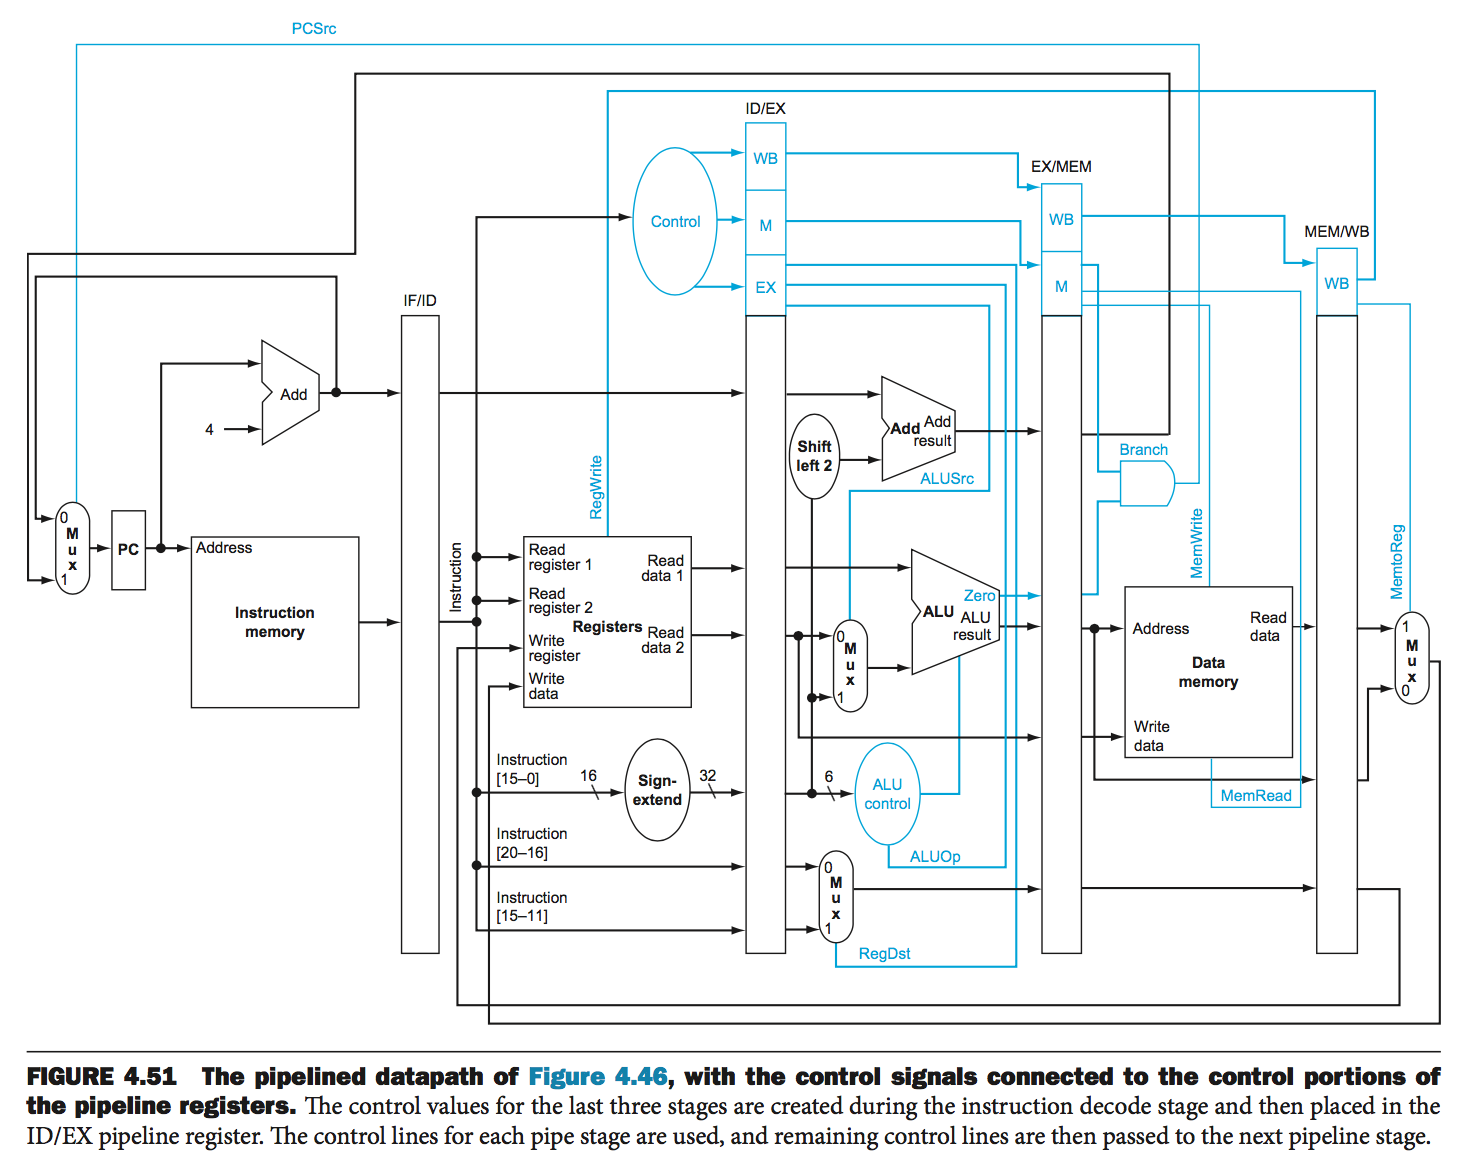 PCSrc
ID/EX
WB
EX/MEM
Control
M
WB
MEM/WB
EX
M
WB
IF/ID
Add
4
Add Add
result
Shift
left 2
Branch
ALUSrc
RegWrite
0
M
u
x
1
PC
Address
Instruction
memory
Instruction
Read
register 1
Read
data 1
Read
register 2
Registers
Write
register
Read
data 2
Write
data
0
M
u
x
1
Zero
ALU
ALU
result
MemWrite
MemtoReg
Address
Read
data
Data
memory
Write
data
1
M
u
x
0
Instruction
[15–0]
16
Sign-
extend
32
6
ALU
control
MemRead
Instruction
[20–16]
ALUOp
0
M
u
x
1
Instruction
[15–11]
RegDst
FIGURE 4.51 The pipelined datapath of Figure 4.46, with the control signals connected to the control portions of
the pipeline registers. The control values for the last three stages are created during the instruction decode stage and then placed in the
ID/EX pipeline register. The control lines for each pipe stage are used, and remaining control lines are then passed to the next pipeline stage.